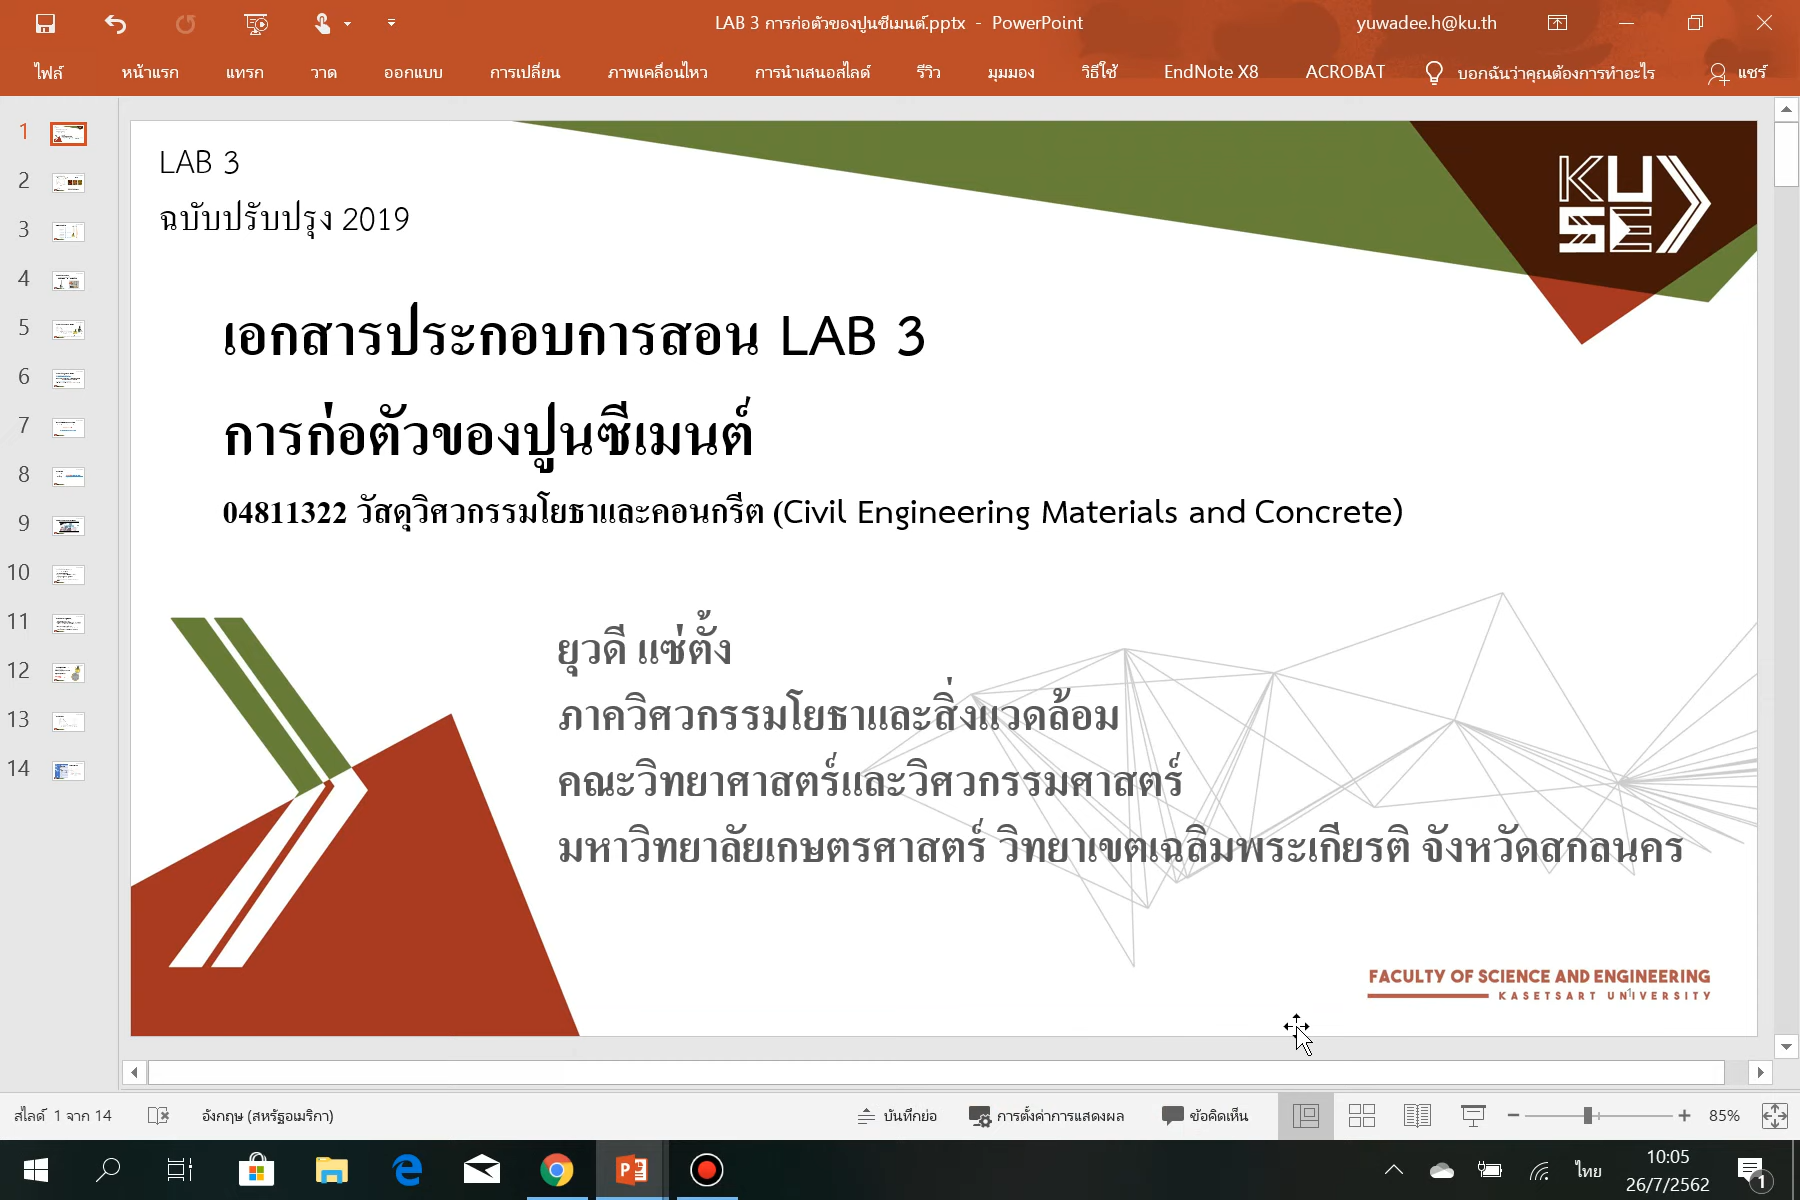 LAB 3 การก่อตัวของปูนซีเมนต์.pptx - PowerPoint
yuwadee.h@ku.th
ไฟล์ หน้าแรก แทรก วาด ออกแบบ การเปลี่ยน ภาพเคลื่อนไหว การนำเสนอสไลด์ รีวิว มุมมอง วิธีใช้ EndNote X8 ACROBAT บอกฉันว่าคุณต้องการทำอะไร แชร์
1
2
3
4
5
6
7
8
9
10
11
12
13
14
LAB 3
ฉบับปรับปรุง 2019
KU
SE
เอกสารประกอบการสอน LAB 3
การก่อตัวของปูนซีเมนต์
04811322 วัสดุวิศวกรรมโยธาและคอนกรีต (Civil Engineering Materials and Concrete)
ยุวดี แซ่ตั้ง
ภาควิศวกรรมโยธาและสิ่งแวดล้อม
คณะวิทยาศาสตร์และวิศวกรรมศาสตร์
มหาวิทยาลัยเกษตรศาสตร์ วิทยาเขตเฉลิมพระเกียรติ จังหวัดสกลนคร
FACULTY OF SCIENCE AND ENGINEERING
KASETSART UNIVERSITY
1
สไลด์ 1 จาก 14 อังกฤษ (สหรัฐอเมริกา) บันทึกย่อ การตั้งค่าการแสดงผล ข้อคิดเห็น 85%
ไทย
10:05
26/7/2562
1